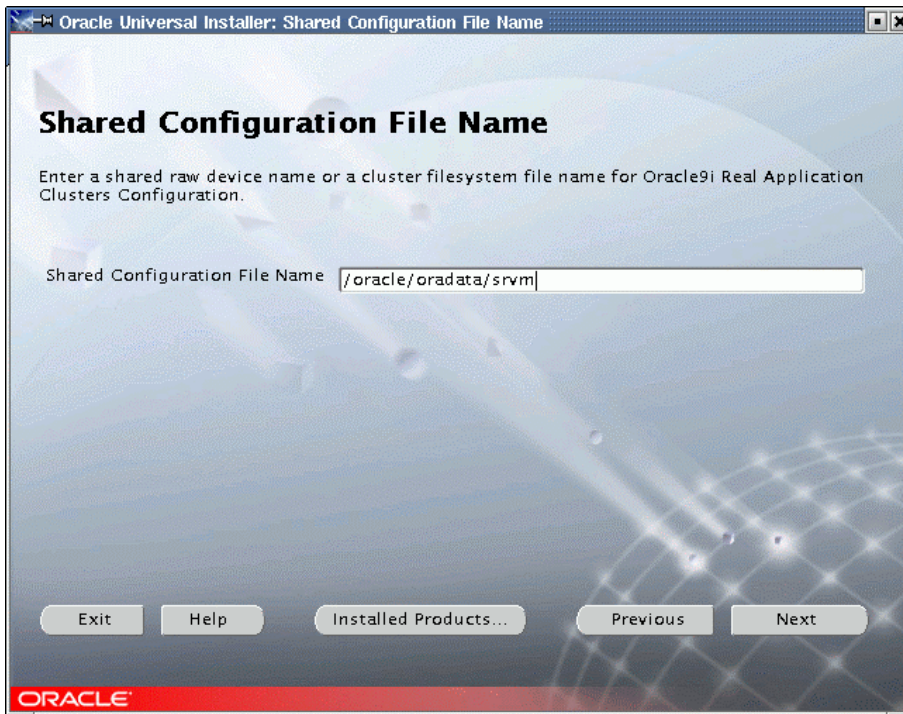 Oracle Universal Installer: Shared Configuration File Name
Shared Configuration File Name
Enter a shared raw device name or a cluster filesystem file name for Oracle9i Real Application
Clusters Configuration.
Shared Configuration File Name /oracle/oradata/srvm
Exit Help Installed Products... Previous Next
ORACLE